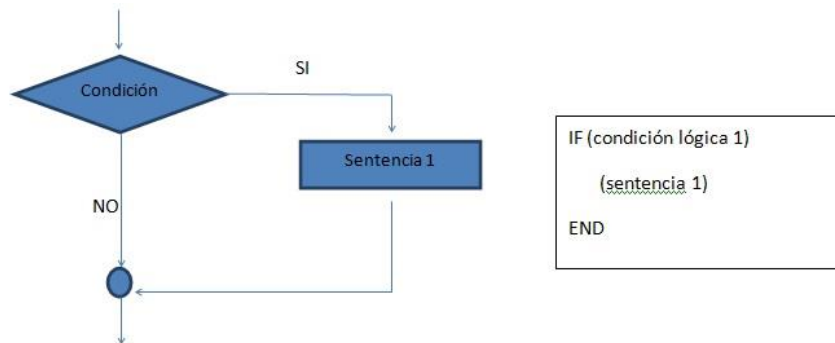 SI
Condición
Sentencia 1
NO
IF (condición lógica 1)
(sentencia 1)
END